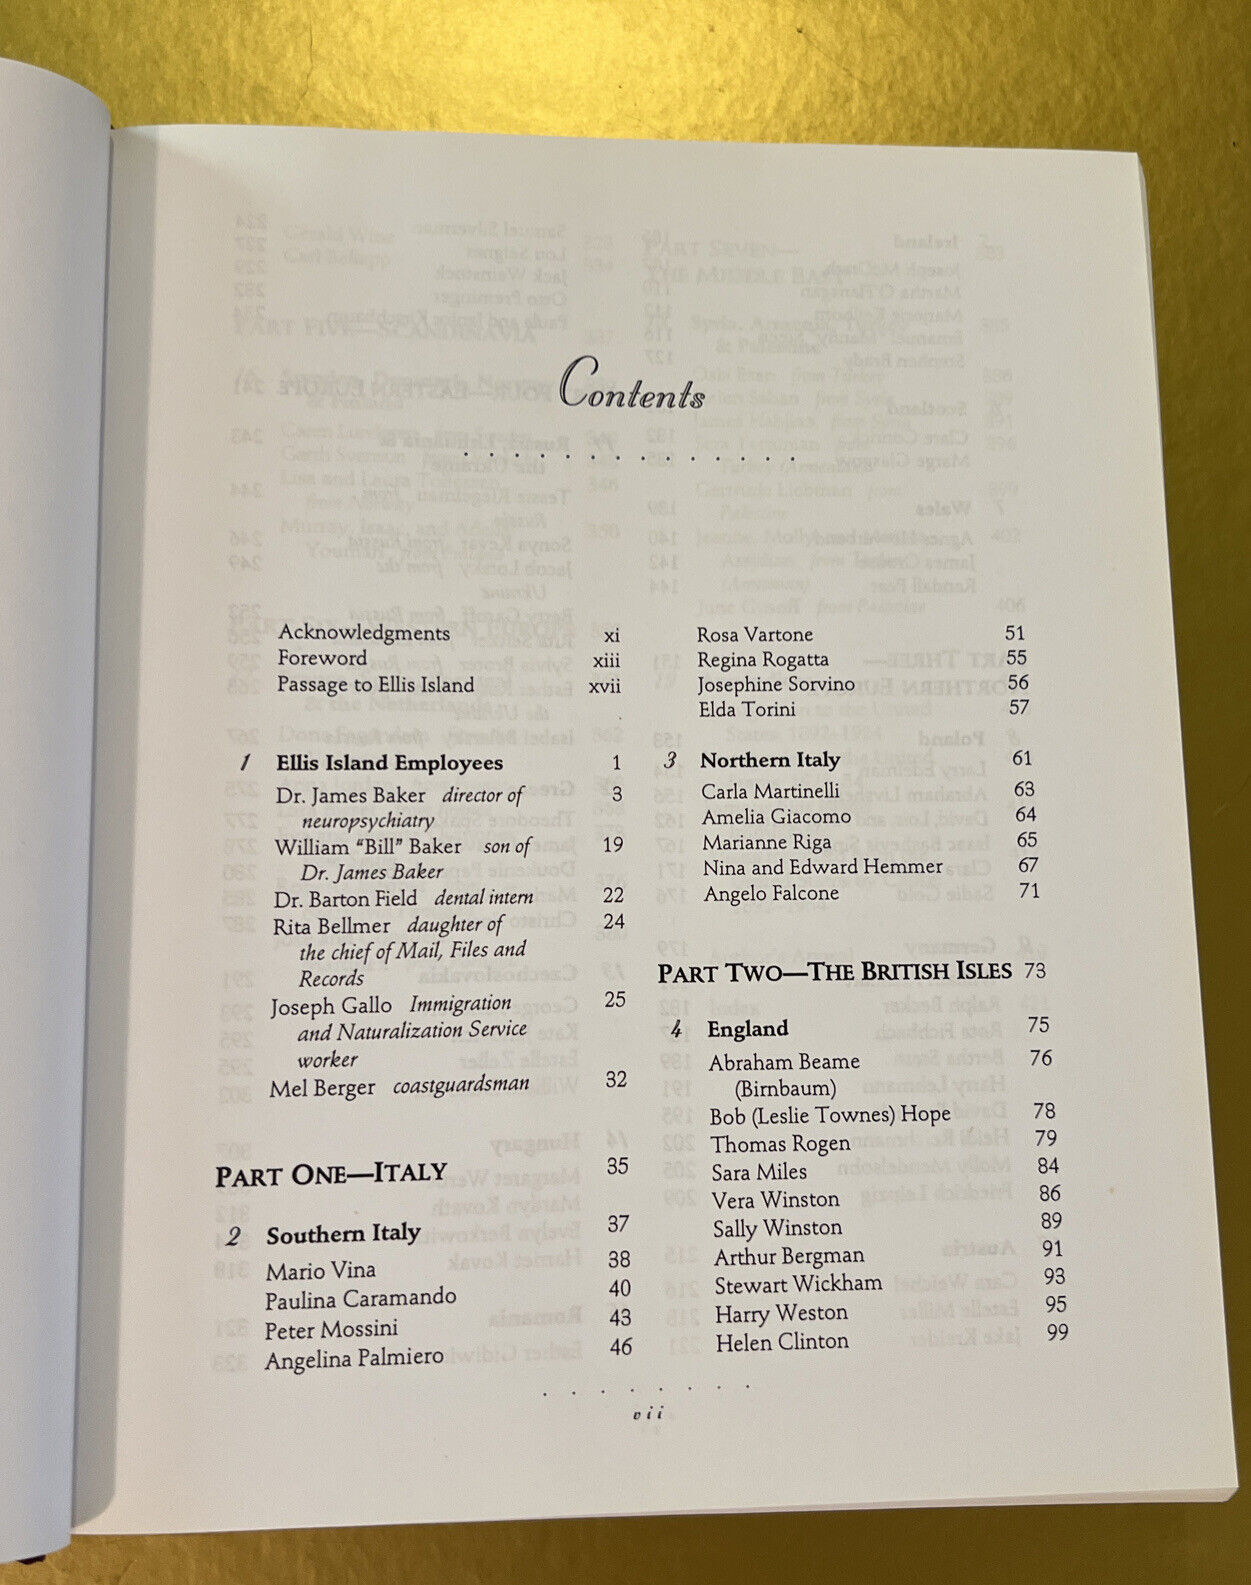 Contents
Acknowledgments xi
Foreword xiii
Passage to Ellis Island xvii
1 Ellis Island Employees 1
Dr. James Baker director of 3
neuropsychiatry
William “Bill” Baker son of 19
Dr. James Baker
Dr. Barton Field dental intern 22
Rita Bellmer daughter of 24
the chief of Mail, Files and
Records
Joseph Gallo Immigration 25
and Naturalization Service
worker
Mel Berger coastguardsman 32
PART ONE—ITALY 35
2 Southern Italy 37
Mario Vina 38
Paulina Caramando 40
Peter Mossini 43
Angelina Palmiero 46
Rosa Vartone 51
Regina Rogatta 55
Josephine Sorvino 56
Elda Torini 57
3 Northern Italy 61
Carla Martinelli 63
Amelia Giacomo 64
Marianne Riga 65
Nina and Edward Hemmer 67
Angelo Falcone 71
PART TWO—THE BRITISH ISLES 73
4 England 75
Abraham Beame 76
(Birnbaum)
Bob (Leslie Townes) Hope 78
Thomas Rogen 79
Sara Miles 84
Vera Winston 86
Sally Winston 89
Arthur Bergman 91
Stewart Wickham 93
Harry Weston 95
Helen Clinton 99
vii